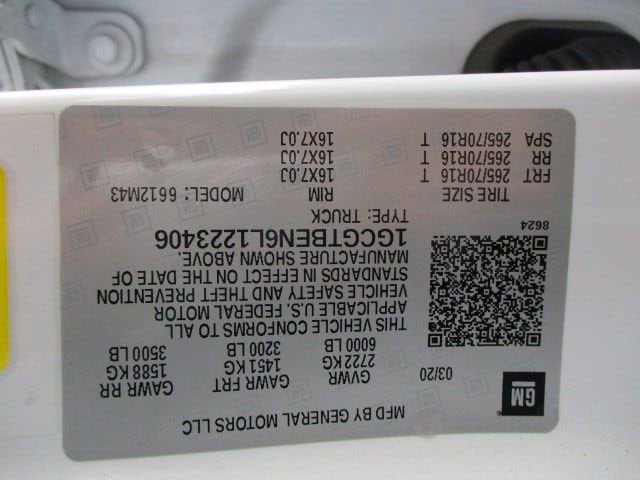 MFD BY GENERAL MOTORS LLC
GM
03/20
GVWR GAWR FRT GAWR RR
2722 KG 1451 KG 1588 KG
6000 LB 3200 LB 3500 LB
THIS VEHICLE CONFORMS TO ALL
APPLICABLE U.S. FEDERAL MOTOR
VEHICLE SAFETY AND THEFT PREVENTION
STANDARDS IN EFFECT ON THE DATE OF
MANUFACTURE SHOWN ABOVE.
1GCGTBEN6L1223406
8624
TYPE: TRUCK
TIRE SIZE RIM MODEL: 6612M43
FRT 265/70R16 T 16X7.0J
RR 265/70R16 T 16X7.0J
SPA 265/70R16 T 16X7.0J